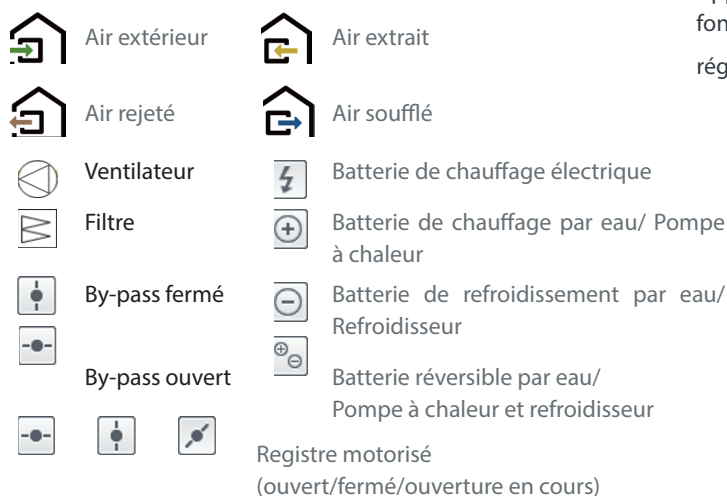 Air extérieur
Air extrait
fon
rég
Air rejeté
Air soufflé
Ventilateur
Batterie de chauffage électrique
Filtre
Batterie de chauffage par eau/ Pompe
à chaleur
By-pass fermé
Batterie de refroidissement par eau/
Refroidisseur
By-pass ouvert
Batterie réversible par eau/
Pompe à chaleur et refroidisseur
Registre motorisé
(ouvert/fermé/ouverture en cours)